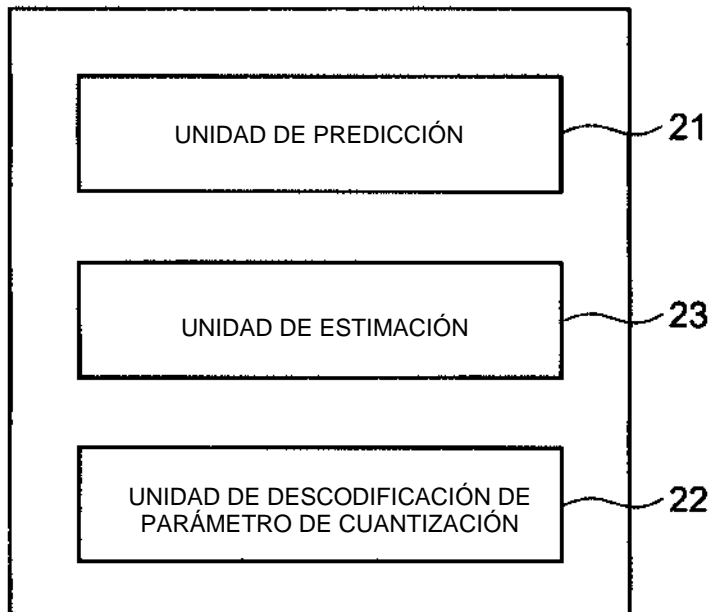 UNIDAD DE PREDICCIÓN
21
UNIDAD DE ESTIMACIÓN
23
UNIDAD DE DESCODIFICACIÓN DE
PARÁMETRO DE CUANTIZACIÓN
22